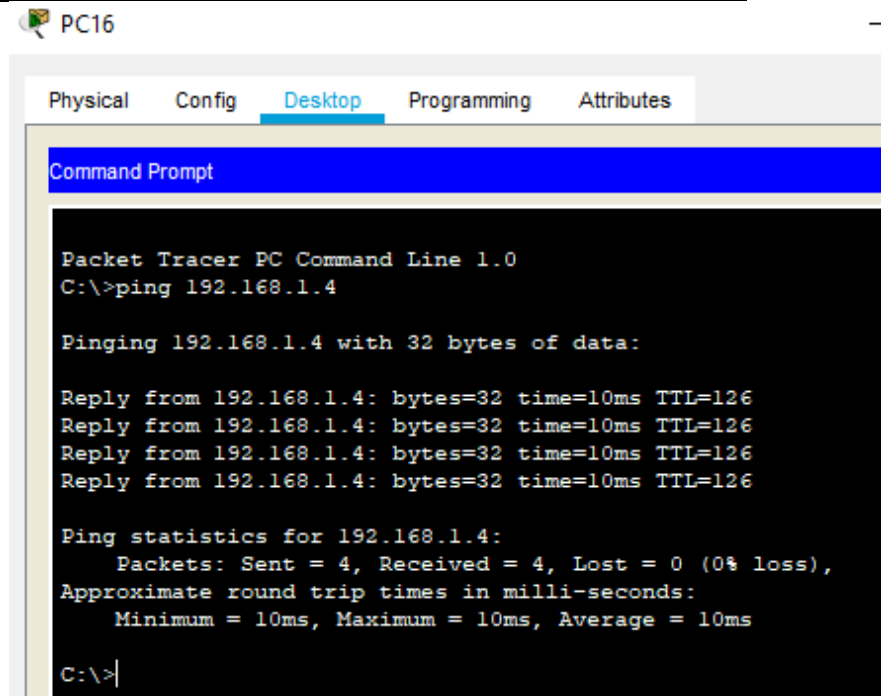 PC16
Physical Config Desktop Programming Attributes
Command Prompt
Packet Tracer PC Command Line 1.0
C:\>ping 192.168.1.4
Pinging 192.168.1.4 with 32 bytes of data:
Reply from 192.168.1.4: bytes=32 time=10ms TTL=126
Reply from 192.168.1.4: bytes=32 time=10ms TTL=126
Reply from 192.168.1.4: bytes=32 time=10ms TTL=126
Reply from 192.168.1.4: bytes=32 time=10ms TTL=126
Ping statistics for 192.168.1.4:
Packets: Sent = 4, Received = 4, Lost = 0 (0% loss),
Approximate round trip times in milli-seconds:
Minimum = 10ms, Maximum = 10ms, Average = 10ms
C:\>